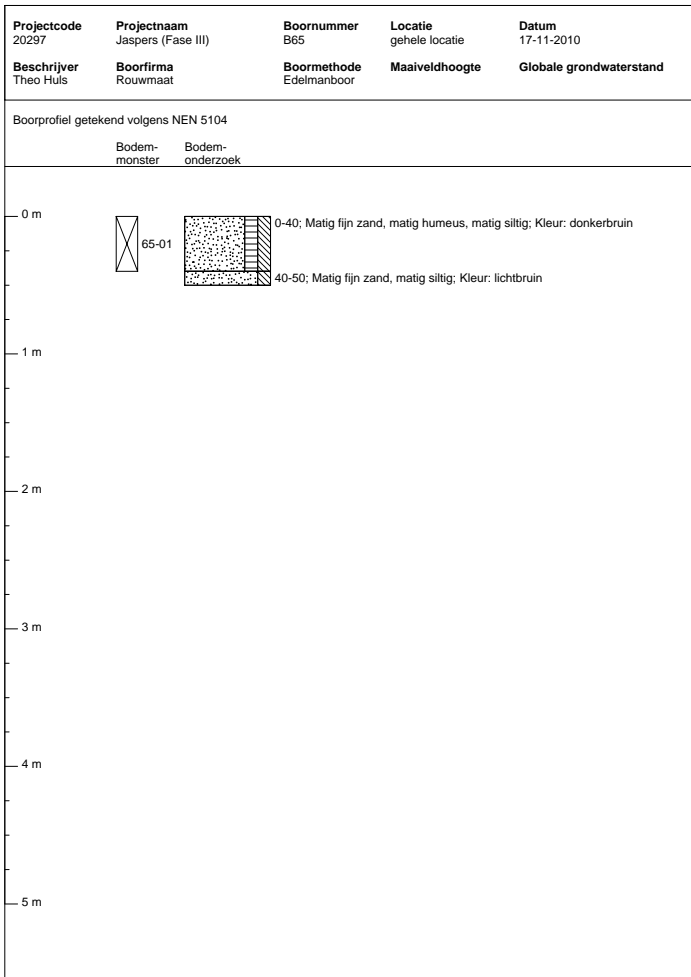 Projectcode Projectnaam Boornummer Locatie Datum
20297 Jaspers (Fase III) B65 gehele locatie 17-11-2010
Beschrijver Boorfirma Boormethode Maaiveldhoogte Globale grondwaterstand
Theo Huls Rouwmaat Edelmanboor
Boorprofiel getekend volgens NEN 5104
Bodem- Bodem-
monster onderzoek
0 m
0-40; Matig fijn zand, matig humeus, matig siltig; Kleur: donkerbruin
65-01
40-50; Matig fijn zand, matig siltig; Kleur: lichtbruin
1 m
2 m
3 m
4 m
5 m